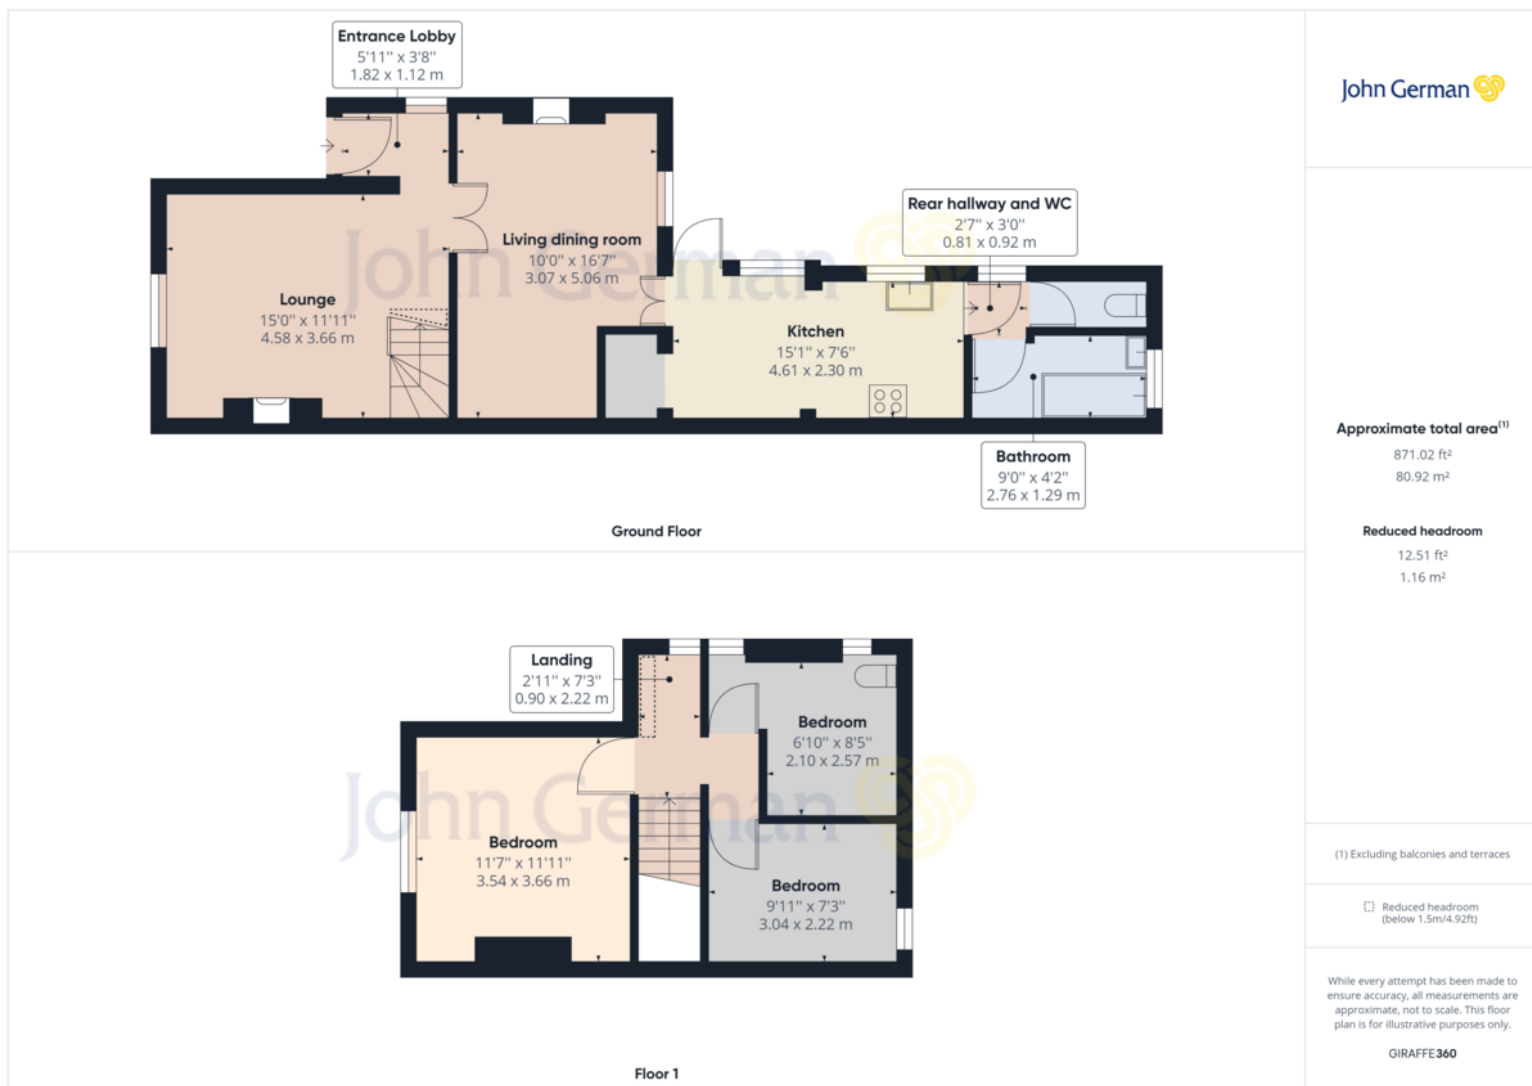 Entrance Lobby
5'11" x 3'8"
1.82 x 1.12 m
John German
Rear hallway and WC
2'7" x 3'0"
0.81 x 0.92 m
Living dining room
10'0" x 16'7"
3.07 x 5.06 m
John German
Lounge
15'0" x 11'11"
4.58 x 3.66 m
Kitchen
15'1" x 7'6"
4.61 x 2.30 m
Bathroom
9'0" x 4'2"
2.76 x 1.29 m
Ground Floor
Approximate total area(1)
871.02 ft²
80.92 m²
Reduced headroom
12.51 ft²
1.16 m²
Landing
2'11" x 7'3"
0.90 x 2.22 m
Bedroom
6'10" x 8'5"
2.10 x 2.57 m
John German
Bedroom
11'7" x 11'11"
3.54 x 3.66 m
Bedroom
9'11" x 7'3"
3.04 x 2.22 m
Floor 1
(1) Excluding balconies and terraces
Reduced headroom
(below 1.5m/4.92ft)
While every attempt has been made to
ensure accuracy, all measurements are
approximate, not to scale. This floor
plan is for illustrative purposes only.
GIRAFFE360